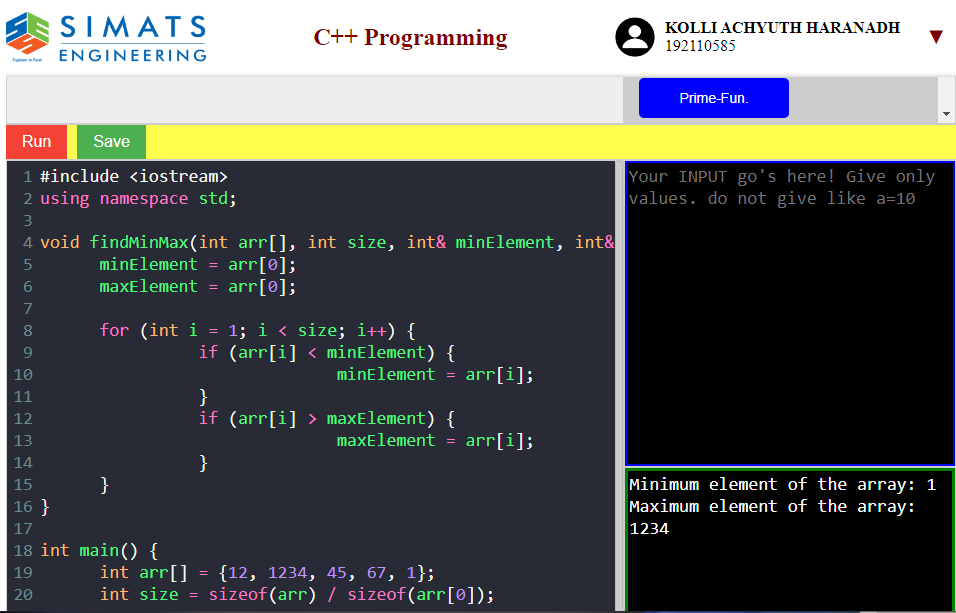 SIMATS
ENGINEERING
Engineer to Excel
C++ Programming
KOLLI ACHYUTH HARANADH
192110585
Prime-Fun.
Run Save
1 #include <iostream>
2 using namespace std;
3
4 void findMinMax(int arr[], int size, int& minElement, int&
5 minElement = arr[0];
6 maxElement = arr[0];
7
8 for (int i = 1; i < size; i++) {
9 if (arr[i] < minElement) {
10 minElement = arr[i];
11 }
12 if (arr[i] > maxElement) {
13 maxElement = arr[i];
14 }
15 }
16 }
17
18 int main() {
19 int arr[] = {12, 1234, 45, 67, 1};
20 int size = sizeof(arr) / sizeof(arr[0]);
Your INPUT go's here! Give only
values. do not give like a=10
Minimum element of the array: 1
Maximum element of the array:
1234